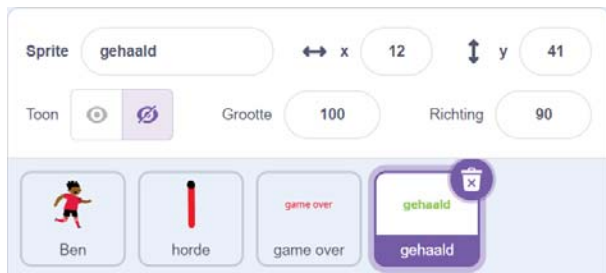 Sprite gehaald x 12 y 41
Toon Grootte 100 Richting 90
game over gehaald
Ben horde game over gehaald